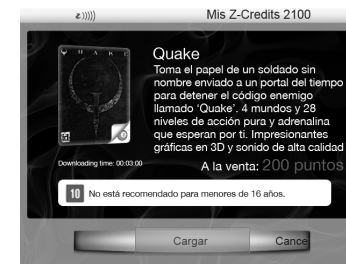 Mis Z-Credits 2100
QUAKE
Quake
Toma el papel de un soldado sin
nombre enviado a un portal del tiempo
para detener el código enemigo
llamado 'Quake'. 4 mundos y 28
niveles de acción pura y adrenalina
que esperan por ti. Impresionantes
gráficas en 3D y sonido de alta calidad
Downloading time: 00:03:00
A la venta: 200 puntos
10 No está recomendado para menores de 16 años.
Cargar
Cance